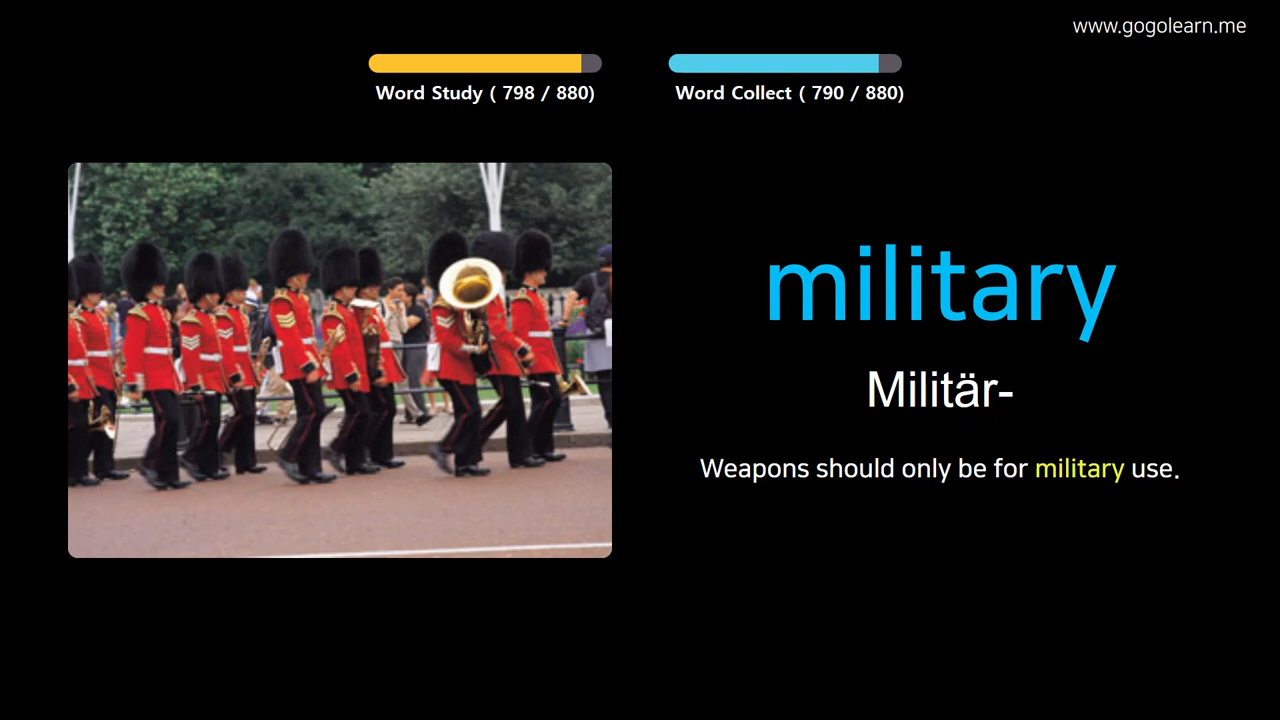 www.gogolearn.me
Word Study ( 798 / 880)
Word Collect ( 790 / 880)
military
Militär-
Weapons should only be for military use.